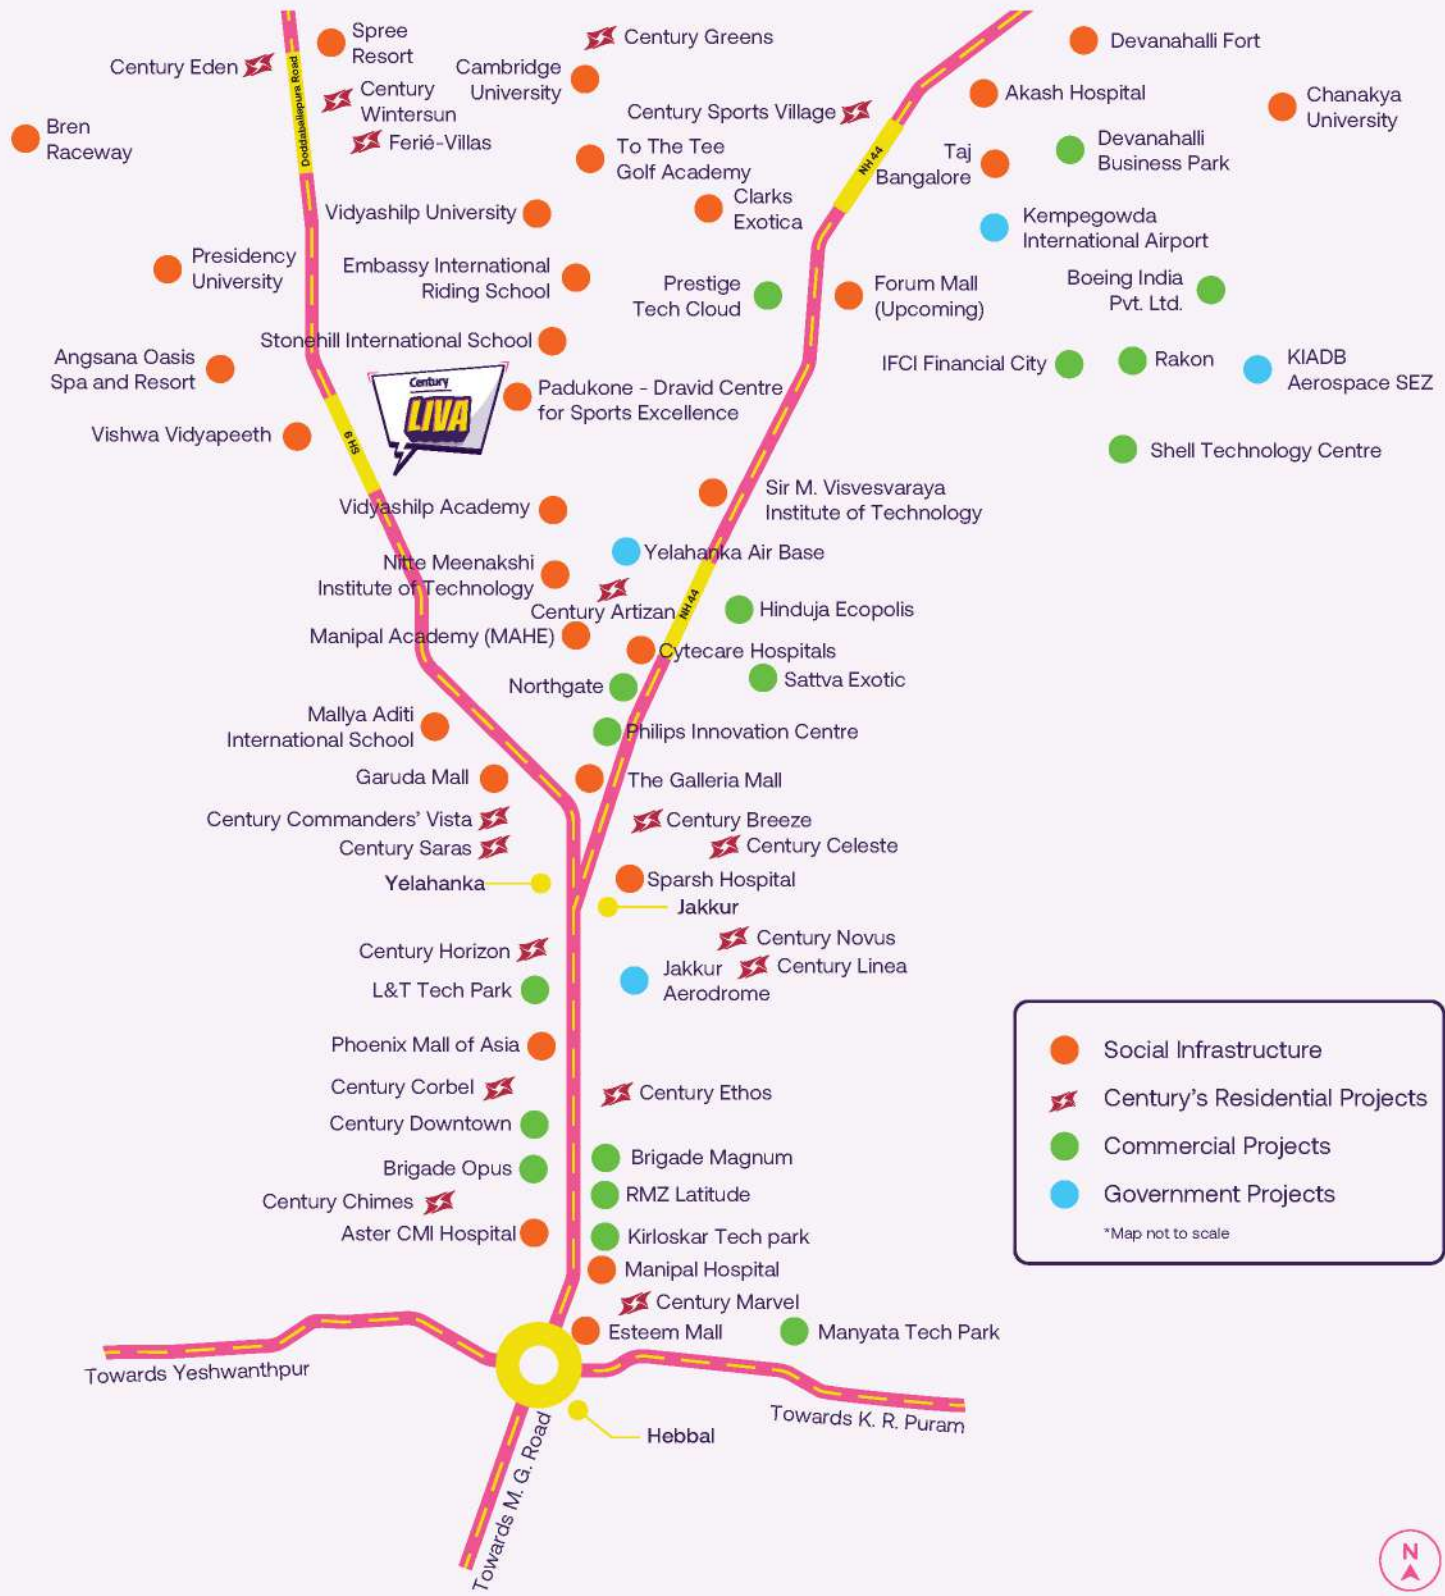 Spree
Resort
Century Greens
Devanahalli Fort
Century Eden
Doddaballapura Road
Cambridge
University
Century
Wintersun
Akash Hospital
Chanakya
University
Century Sports Village
Bren
Raceway
Ferié-Villas
To The Tee
Golf Academy
NH 44
Taj
Bangalore
Devanahalli
Business Park
Vidyashilp University
Clarks
Exotica
Kempegowda
International Airport
Presidency
University
Embassy International
Riding School
Prestige
Tech Cloud
Forum Mall
(Upcoming)
Boeing India
Pvt. Ltd.
Stonehill International School
Angsana Oasis
Spa and Resort
IFCI Financial City
Rakon
KIADB
Aerospace SEZ
Century
LIVA
Padukone - Dravid Centre
for Sports Excellence
Vishwa Vidyapeeth
SH 9
Shell Technology Centre
Vidyashilp Academy
Sir M. Visvesvaraya
Institute of Technology
Yelahanka Air Base
Nitte Meenakshi
Institute of Technology
Century Artizan
NH 44
Hinduja Ecopolis
Manipal Academy (MAHE)
Cytecare Hospitals
Northgate
Sattva Exotic
Mallya Aditi
International School
Philips Innovation Centre
Garuda Mall
The Galleria Mall
Century Commanders’ Vista
Century Breeze
Century Saras
Century Celeste
Yelahanka
Sparsh Hospital
Jakkur
Century Horizon
Century Novus
Jakkur
Aerodrome
Century Linea
L&T Tech Park
Phoenix Mall of Asia
Century Corbel
Century Ethos
Century Downtown
Brigade Opus
Brigade Magnum
Century Chimes
RMZ Latitude
Aster CMI Hospital
Kirloskar Tech park
Manipal Hospital
Century Marvel
Esteem Mall
Manyata Tech Park
Towards Yeshwanthpur
Towards K. R. Puram
Hebbal
Towards M. G. Road
Social Infrastructure
Century’s Residential Projects
Commercial Projects
Government Projects
*Map not to scale
N